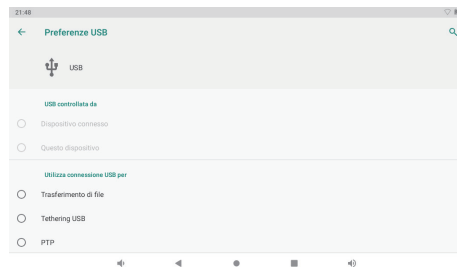 21:48
Preferenze USB
USB
USB controllata da
Dispositivo connesso
Questo dispositivo
Utilizza connessione USB per
Trasferimento di file
Tethering USB
PTP